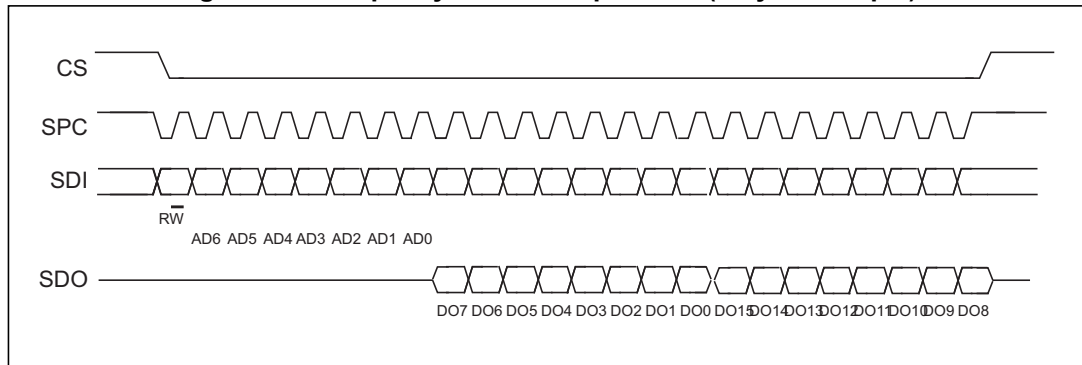 CS
SPC
SDI
RW
AD6 AD5 AD4 AD3 AD2 AD1 AD0
SDO
DO7 DO6 DO5 DO4 DO3 DO2 DO1 DO0 DO15 DO14 DO13 DO12 DO11 DO10 DO9 DO8